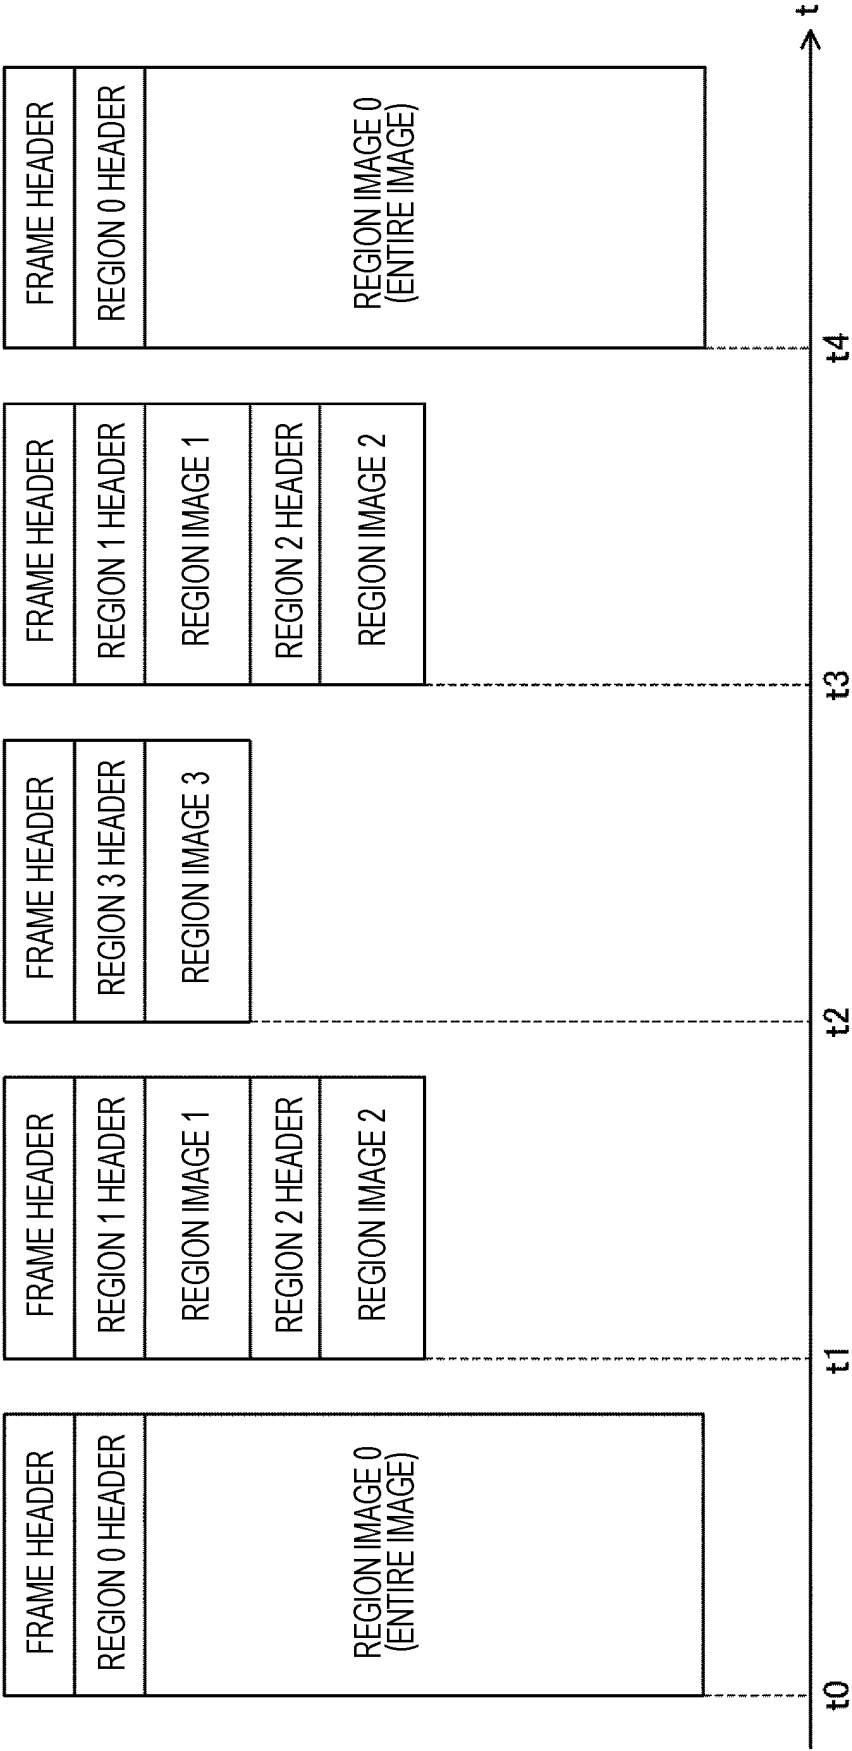 FRAME HEADER
REGION 0 HEADER
REGION IMAGE 0
(ENTIRE IMAGE)
t0
FRAME HEADER
REGION 1 HEADER
REGION IMAGE 1
REGION 2 HEADER
REGION IMAGE 2
t1
FRAME HEADER
REGION 3 HEADER
REGION IMAGE 3
t2
FRAME HEADER
REGION 1 HEADER
REGION IMAGE 1
REGION 2 HEADER
REGION IMAGE 2
t3
FRAME HEADER
REGION 0 HEADER
REGION IMAGE 0
(ENTIRE IMAGE)
t4
t